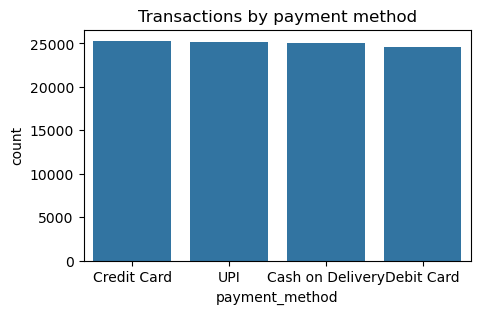 Transactions by payment method
25000
20000
15000
10000
5000
0
count
Credit Card UPI Cash on Delivery Debit Card
payment_method